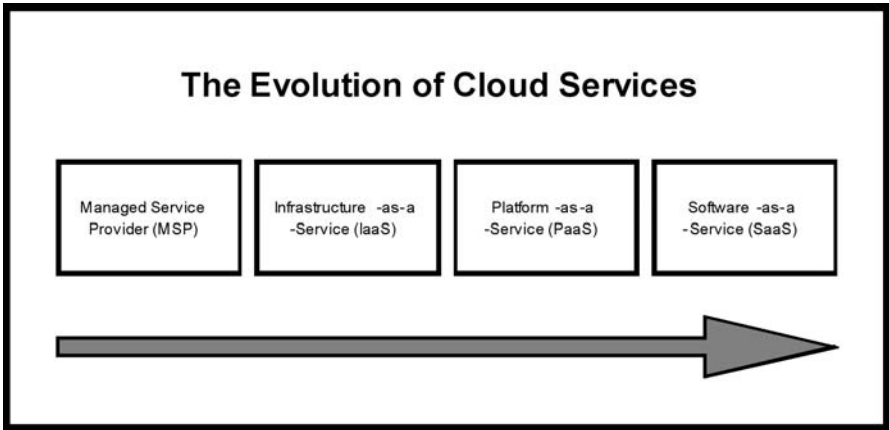 The Evolution of Cloud Services
Managed Service
Provider (MSP)
Infrastructure -as-a
-Service (IaaS)
Platform -as-a
-Service (PaaS)
Software -as-a
-Service (SaaS)